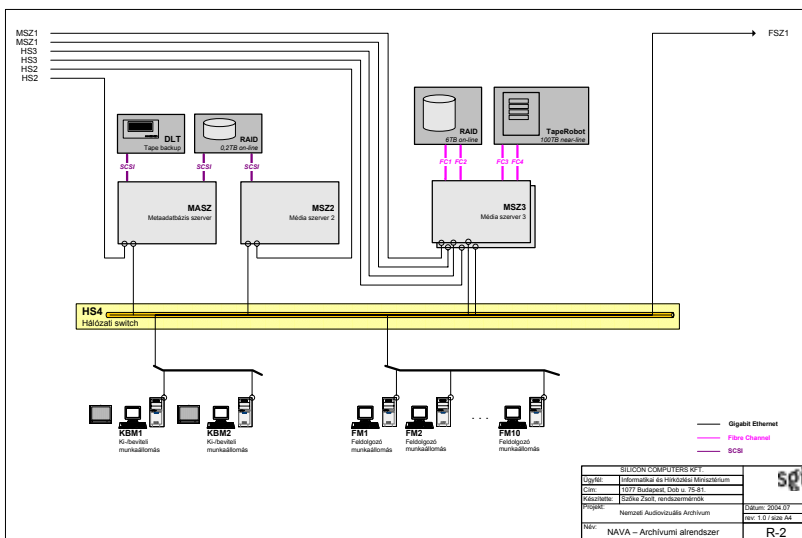 MSZ1
MSZ1
HS3
HS3
HS2
HS2
FSZ1
DLT
Tape backup
RAID
0,2TB on-line
RAID
6TB on-line
TapeRobot
100TB near-line
SCSI
SCSI
SCSI
FC1
FC2
FC3
FC4
MASZ
Metaadatbázis szerver
MSZ2
Média szerver 2
MSZ3
Média szerver 3
HS4
Hálózati switch
KBM1
Ki-/beviteli
munkaállomás
KBM2
Ki-/beviteli
munkaállomás
FM1
Feldolgozó
munkaállomás
FM2
Feldolgozó
munkaállomás
. . .
FM10
Feldolgozó
munkaállomás
Gigabit Ethernet
Fibre Channel
SCSI
SILICON COMPUTERS KFT.
Ügyfél: Informatikai és Hírközlési Minisztérium
Cím: 1077 Budapest, Dob u. 75-81.
Készítette: Szőke Zsolt, rendszermérnök
Projekt: Nemzeti Audiovizuális Archívum
Dátum: 2004.07
rev: 1.0 / size A4
Név: NAVA – Archívumi alrendszer
R-2